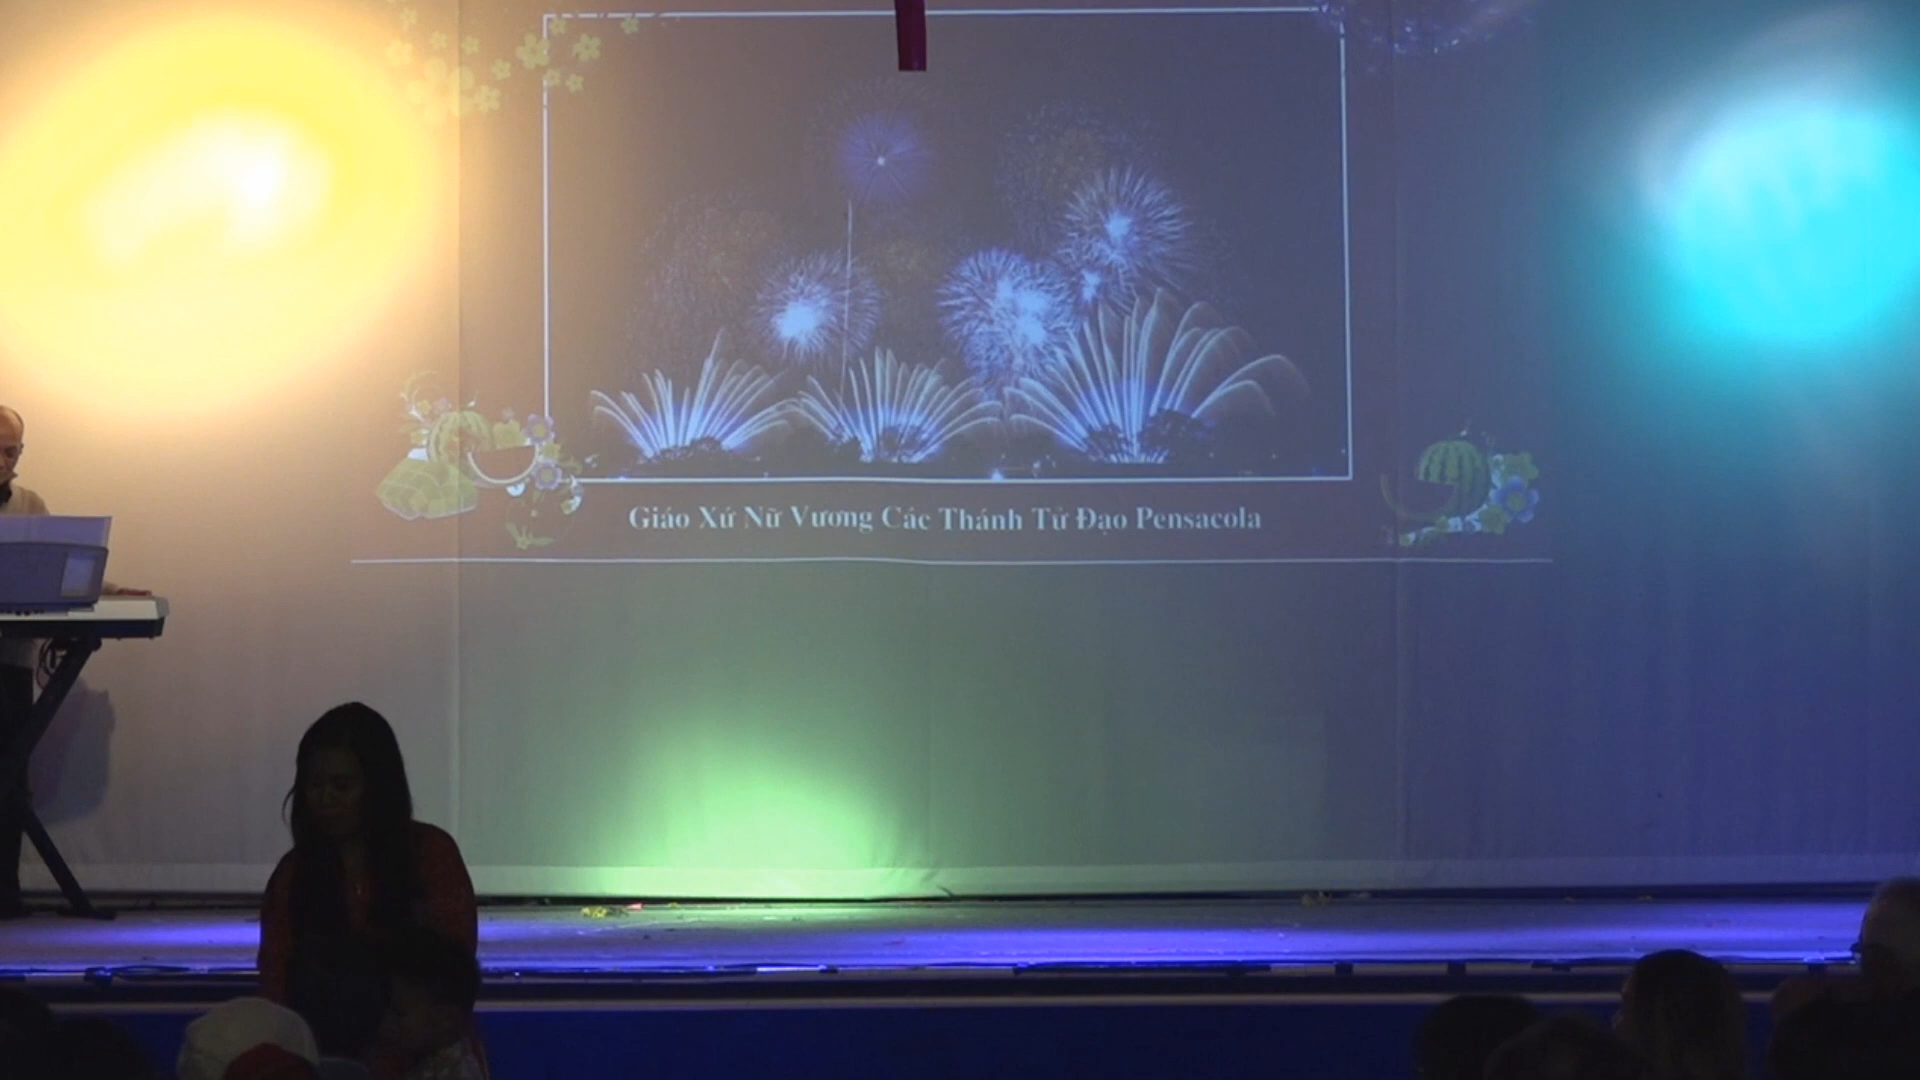 Giáo Xứ Nữ Vương Các Thánh Tử Đạo Pensacola